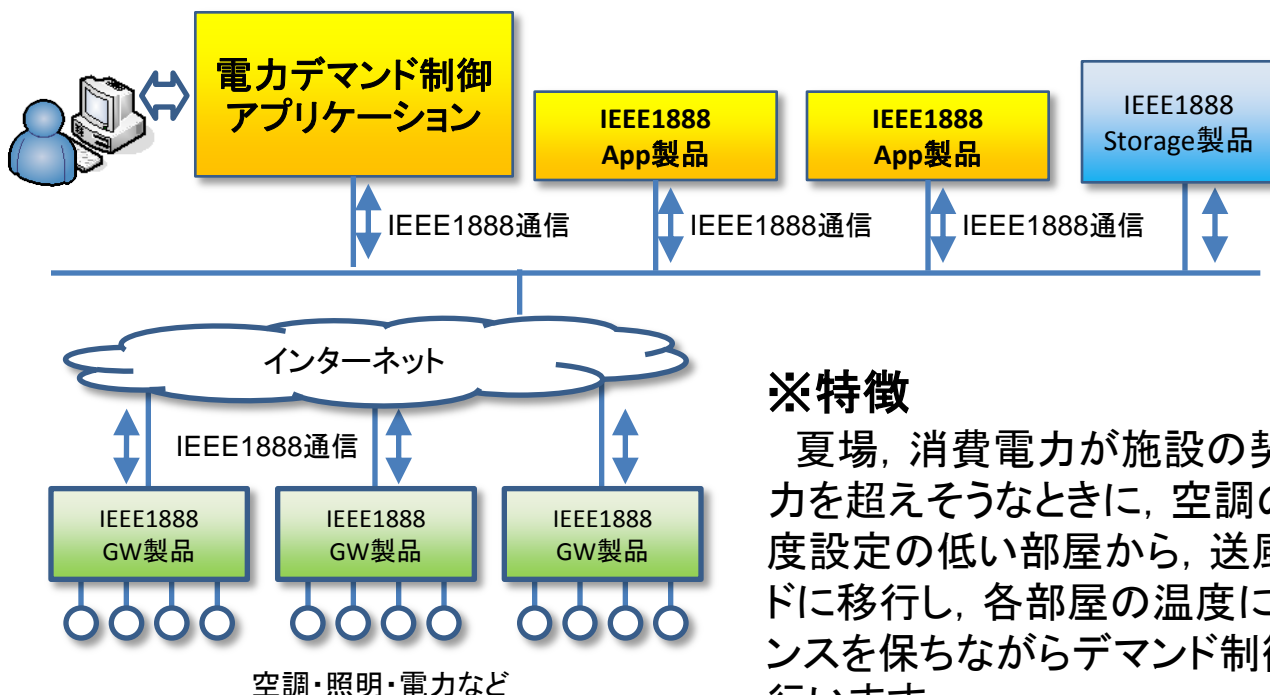 電力デマンド制御
アプリケーション
IEEE1888
App製品
IEEE1888
App製品
IEEE1888
Storage製品
IEEE1888通信
IEEE1888通信
IEEE1888通信
インターネット
IEEE1888通信
IEEE1888
GW製品
IEEE1888
GW製品
IEEE1888
GW製品
空調・照明・電力など
※特徴
夏場，消費電力が施設の契
力を超えそうなときに，空調の
度設定の低い部屋から，送風
ドに移行し，各部屋の温度に
ンスを保ちながらデマンド制御
行います